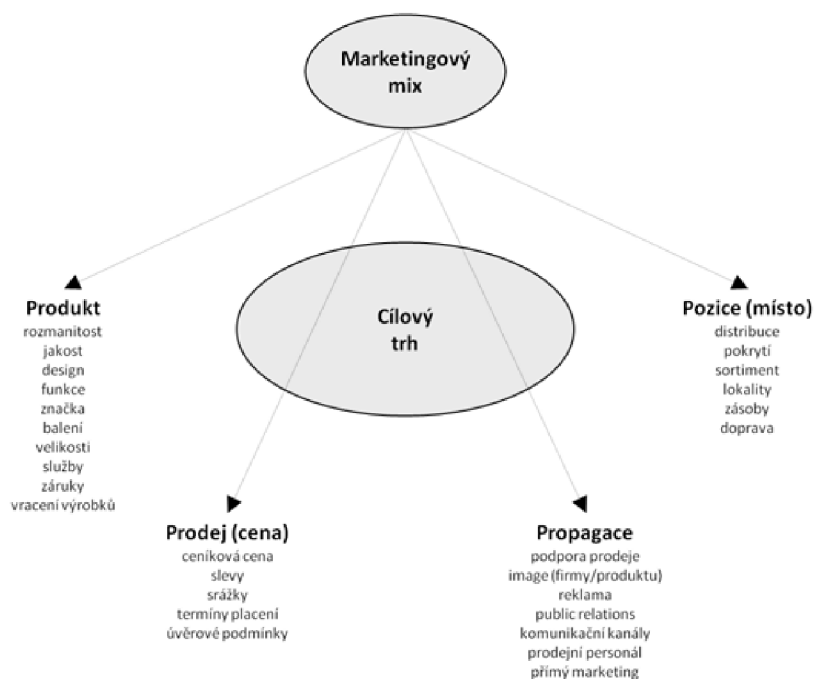 Marketingový
mix
Cílový
trh
Produkt
rozmanitost
jakost
design
funkce
značka
balení
velikosti
služby
záruky
vracení výrobků
Pozice (místo)
distribuce
pokrytí
sortiment
lokality
zásoby
doprava
Prodej (cena)
ceníková cena
slevy
srážky
termíny placení
úvěrové podmínky
Propagace
podpora prodeje
image (firmy/produktu)
reklama
public relations
komunikační kanály
prodejní personál
přímý marketing